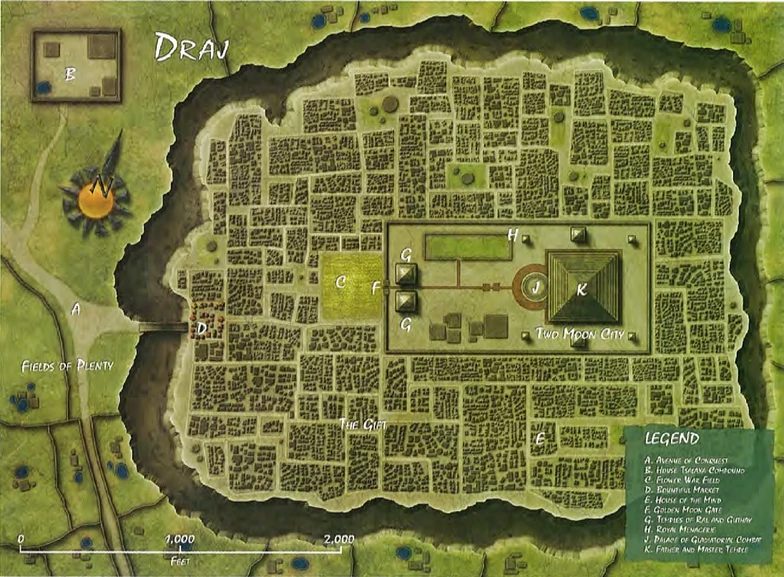 DRAJ
B
N
G
H
C
F
J
K
A
G
D
TWO MOON CITY
FIELDS OF PLENTY
THE GIFT
E
LEGEND
A. AVENUE OF CONQUEST
B. HOUSE TSALAXA COMPOUND
C. FLOWER WAR FIELD
D. BOUNTIFUL MARKET
E. HOUSE OF THE MIND
F. GOLDEN MOON GATE
G. TEMPLES OF RAL AND GUTHAY
H. ROYAL MENAGERIE
J. PALACE OF GLADIATORIAL COMBAT
K. FATHER AND MASTER TEMPLE
0 1,000 2,000
FEET